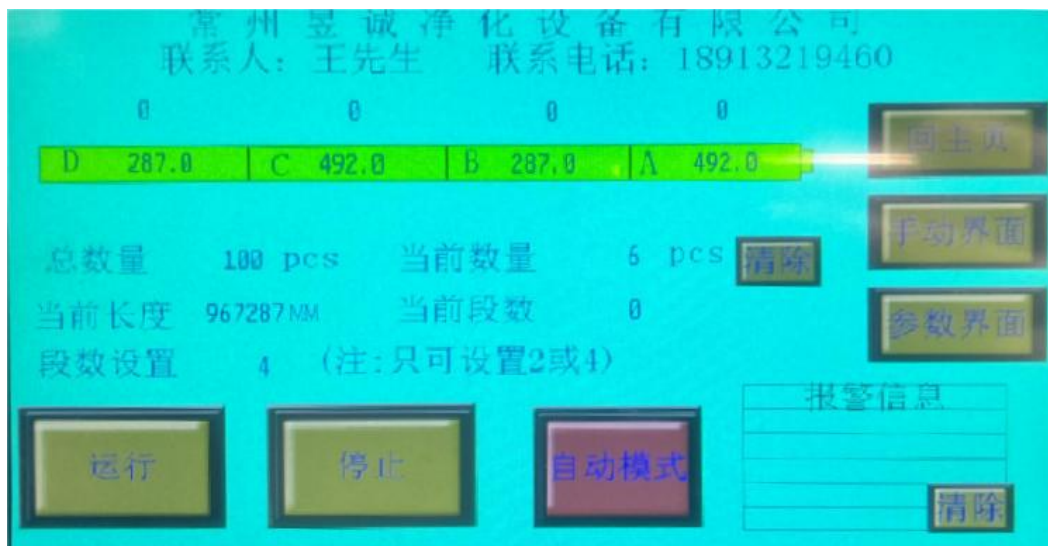 常州昱诚净化设备有限公司
联系人：王先生 联系电话：18913219460
0 0 0 0
D 287.0 C 492.0 B 287.0 A 492.0
回主页
手动界面
总数量 100 pcs 当前数量 6 pcs 清除
当前长度 967287MM 当前段数 0
参数界面
段数设置 4 (注:只可设置2或4)
报警信息
运行 停止 自动模式
清除